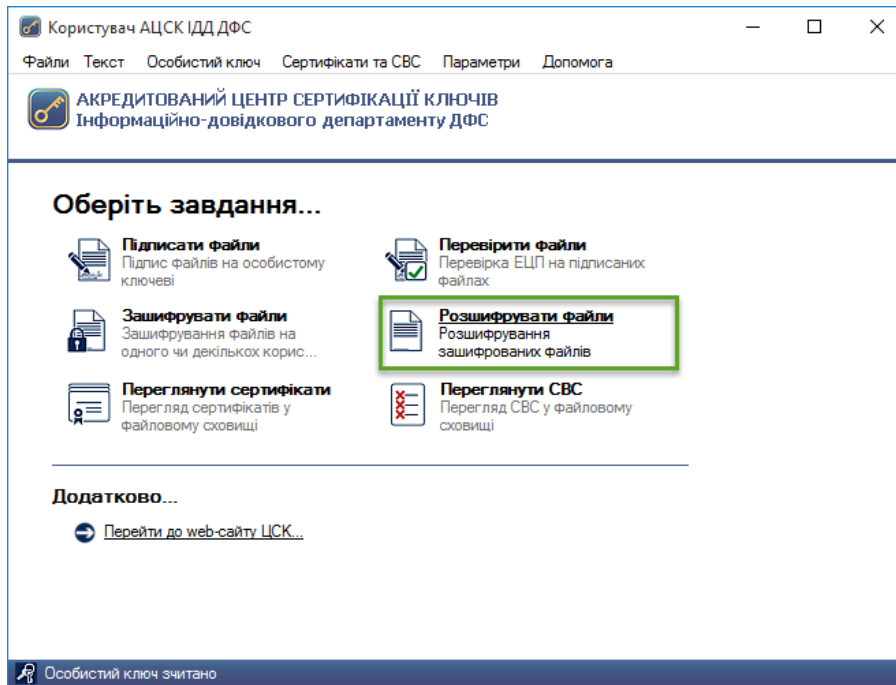 Користувач АЦСК ІДД ДФС
Файли Текст Особистий ключ Сертифікати та СВС Параметри Допомога
АКРЕДИТОВАНИЙ ЦЕНТР СЕРТИФІКАЦІЇ КЛЮЧІВ
Інформаційно-довідкового департаменту ДФС
Оберіть завдання...
Підписати файли
Підпис файлів на особистому
ключеві
Перевірити файли
Перевірка ЕЦП на підписаних
файлах
Зашифрувати файли
Зашифрування файлів на
одного чи декількох корис...
Розшифрувати файли
Розшифрування
зашифрованих файлів
Переглянути сертифікати
Перегляд сертифікатів у
файловому сховищі
Переглянути СВС
Перегляд СВС у файловому
сховищі
Додатково...
Перейти до web-сайту ЦСК...
Особистий ключ зчитано